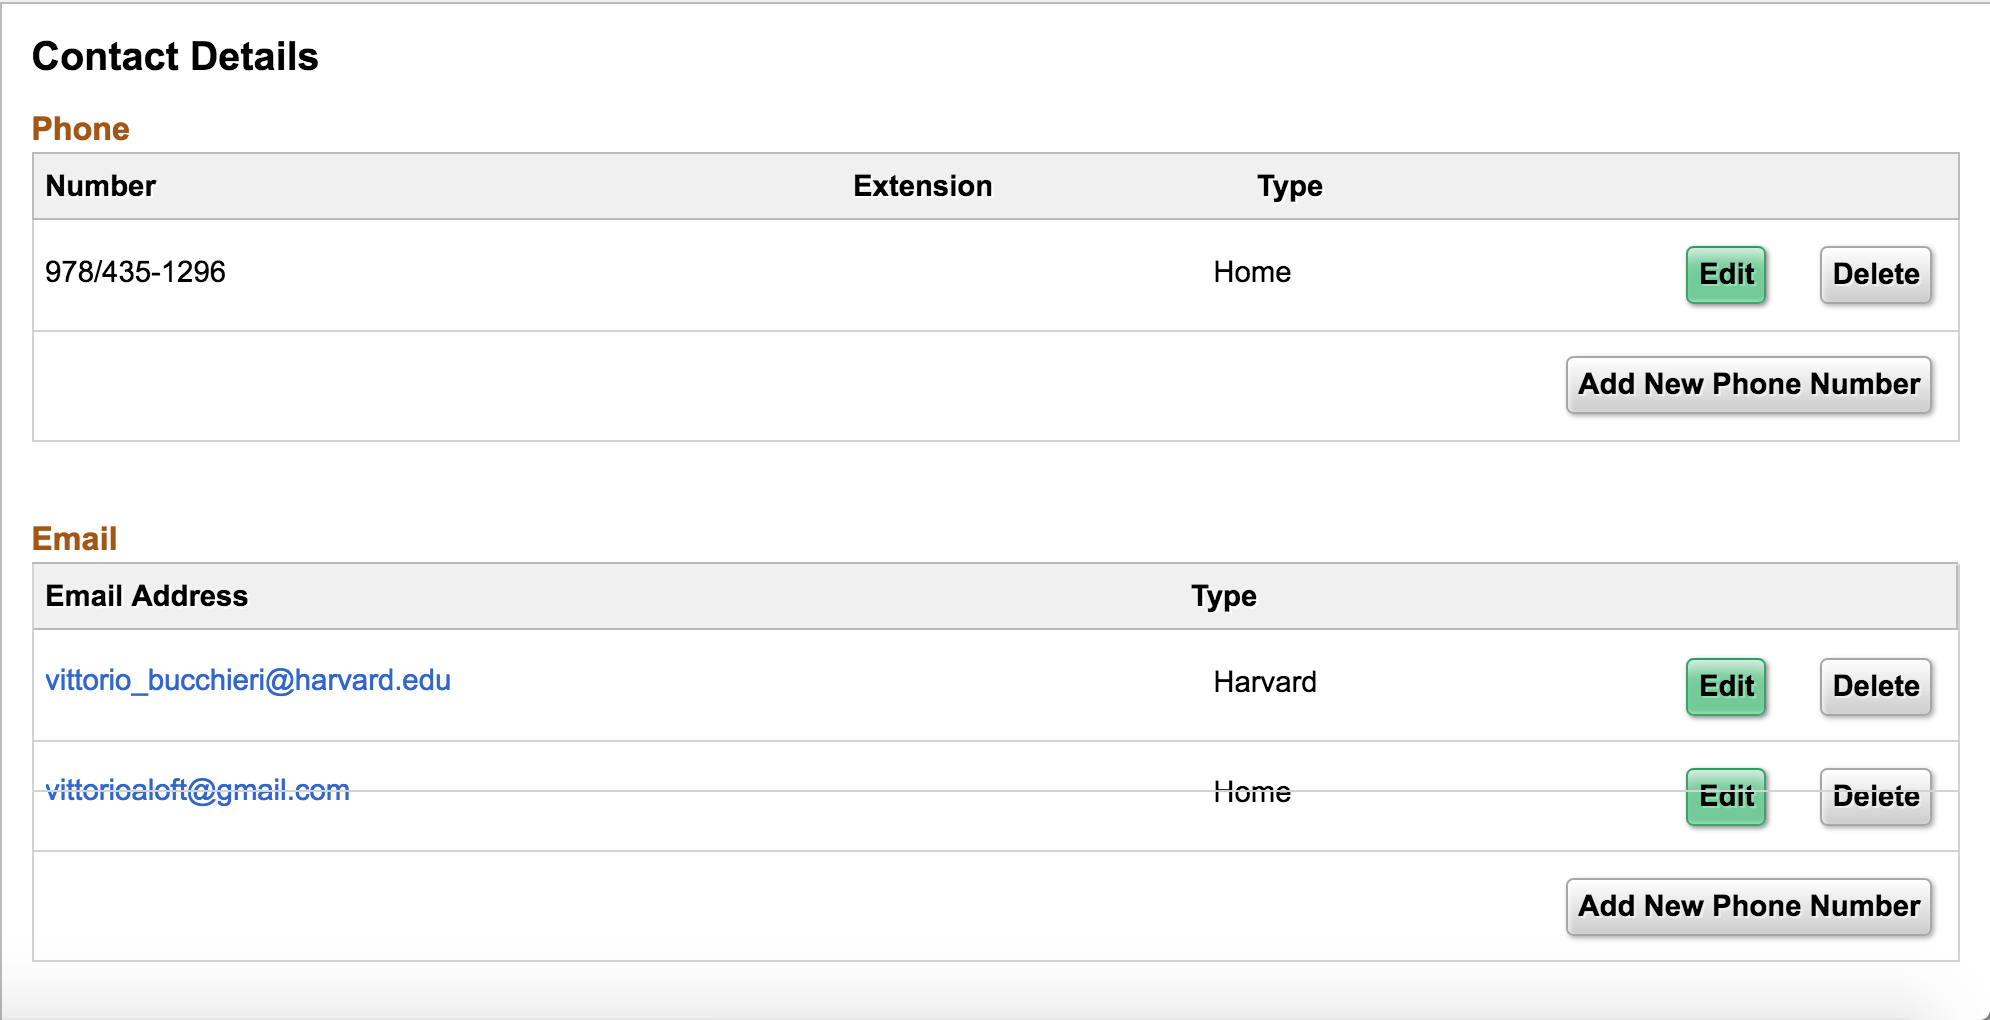 Contact Details
Phone
Number Extension Type
978/435-1296 Home Edit Delete
Add New Phone Number
Email
Email Address Type
vittorio_bucchieri@harvard.edu Harvard Edit Delete
vittorioaloft@gmail.com Home Edit Delete
Add New Phone Number